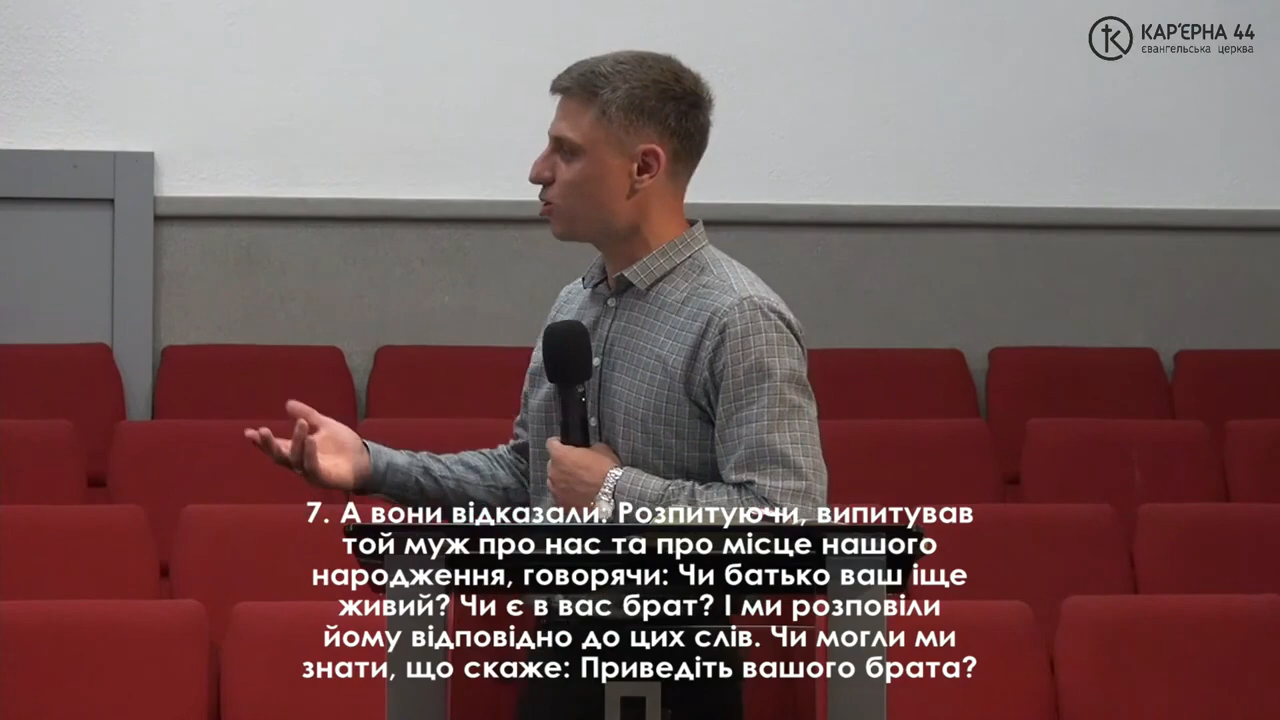 КАР'ЄРНА 44
євангельська церква
7. А вони відказали: Розпитуючи, випитував
той муж про нас та про місце нашого
народження, говорячи: Чи батько ваш іще
живий? Чи є в вас брат? І ми розповіли
йому відповідно до цих слів. Чи могли ми
знати, що скаже: Приведіть вашого брата?